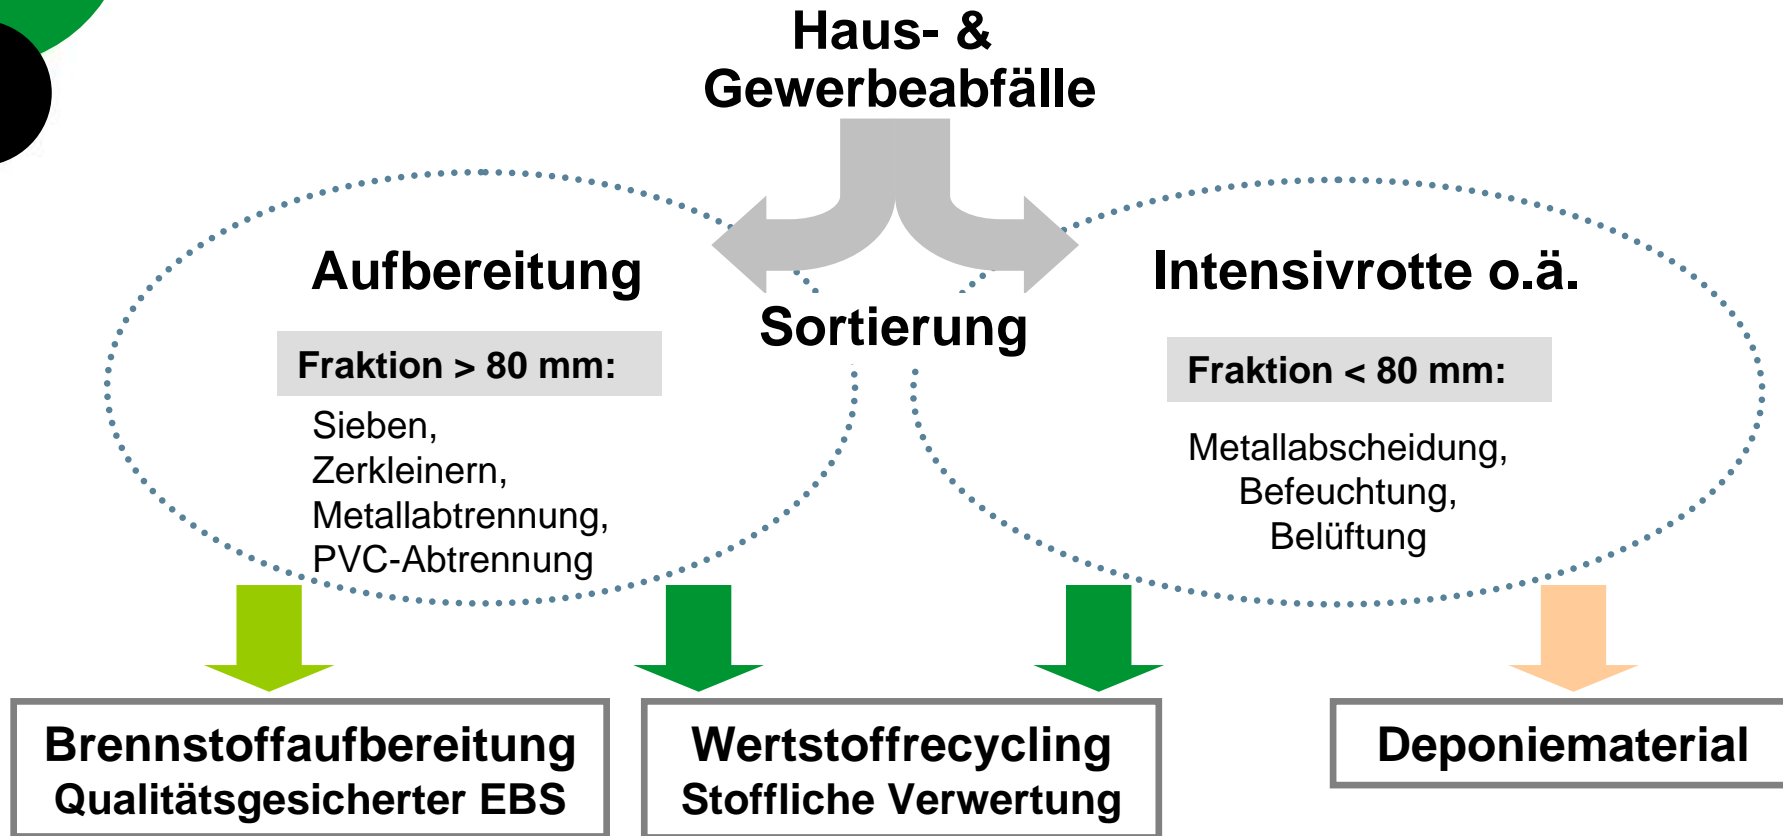 Haus- &
Gewerbeabfälle
Aufbereitung
Intensivrotte o.ä.
Sortierung
Fraktion > 80 mm:
Sieben,
Zerkleinern,
Metallabtrennung,
PVC-Abtrennung
Fraktion < 80 mm:
Metallabscheidung,
Befeuchtung,
Belüftung
Brennstoffaufbereitung
Qualitätsgesicherter EBS
Wertstoffrecycling
Stoffliche Verwertung
Deponiematerial